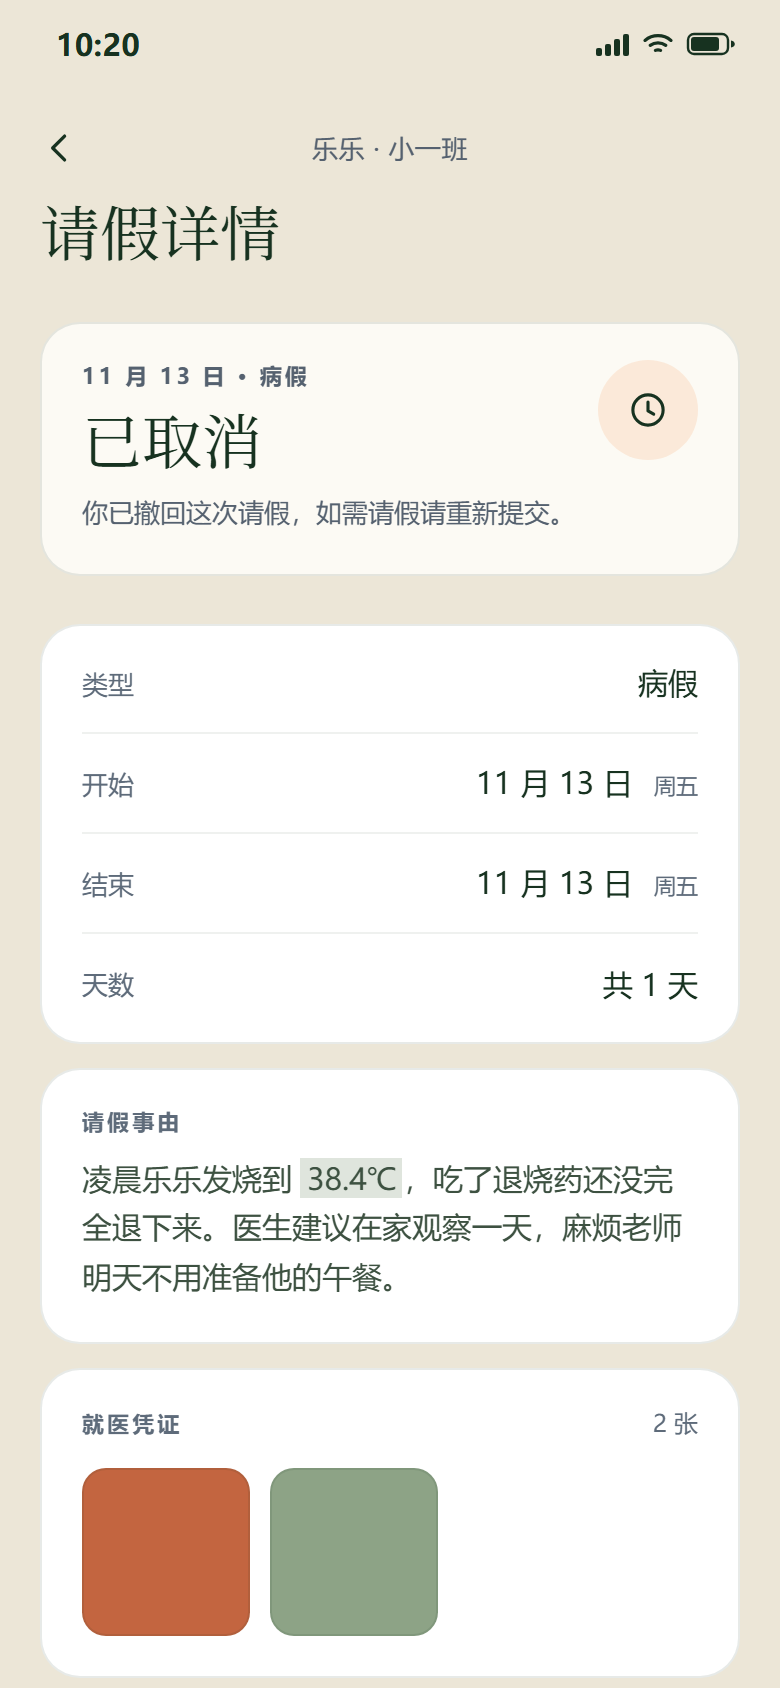 10:20
乐乐 · 小一班
请假详情
11 月 13 日 • 病假
已取消
你已撤回这次请假，如需请假请重新提交。
类型 病假
开始 11 月 13 日 周五
结束 11 月 13 日 周五
天数 共 1 天
请假事由
凌晨乐乐发烧到 38.4℃，吃了退烧药还没完
全退下来。医生建议在家观察一天，麻烦老师
明天不用准备他的午餐。
就医凭证 2 张